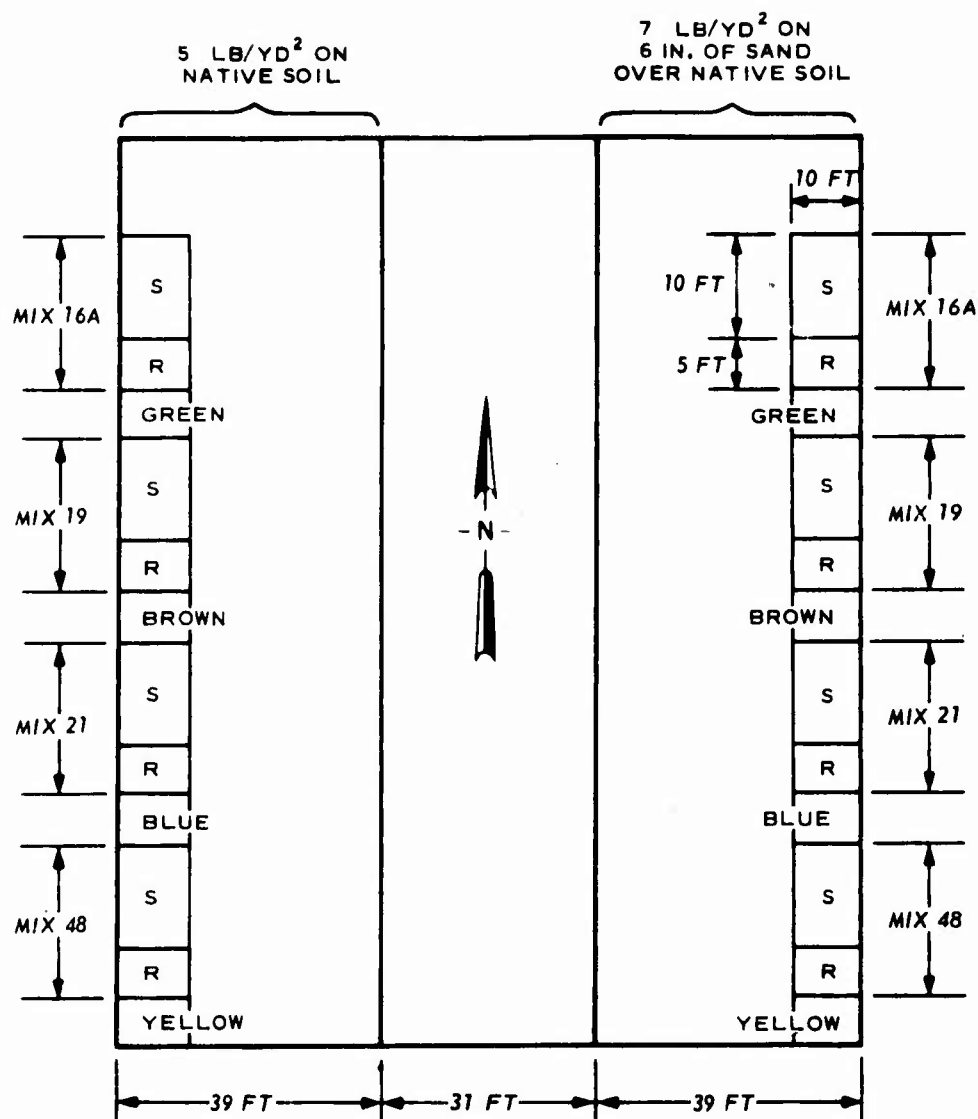 5 LB/YD² ON
NATIVE SOIL
7 LB/YD² ON
6 IN. OF SAND
OVER NATIVE SOIL
10 FT
MIX 16A
S
R
10 FT
5 FT
S
R
MIX 16A
GREEN
GREEN
MIX 19
S
R
-N-
S
R
MIX 19
BROWN
BROWN
MIX 21
S
R
S
R
MIX 21
BLUE
BLUE
MIX 48
S
R
S
R
MIX 48
YELLOW
YELLOW
39 FT
31 FT
39 FT